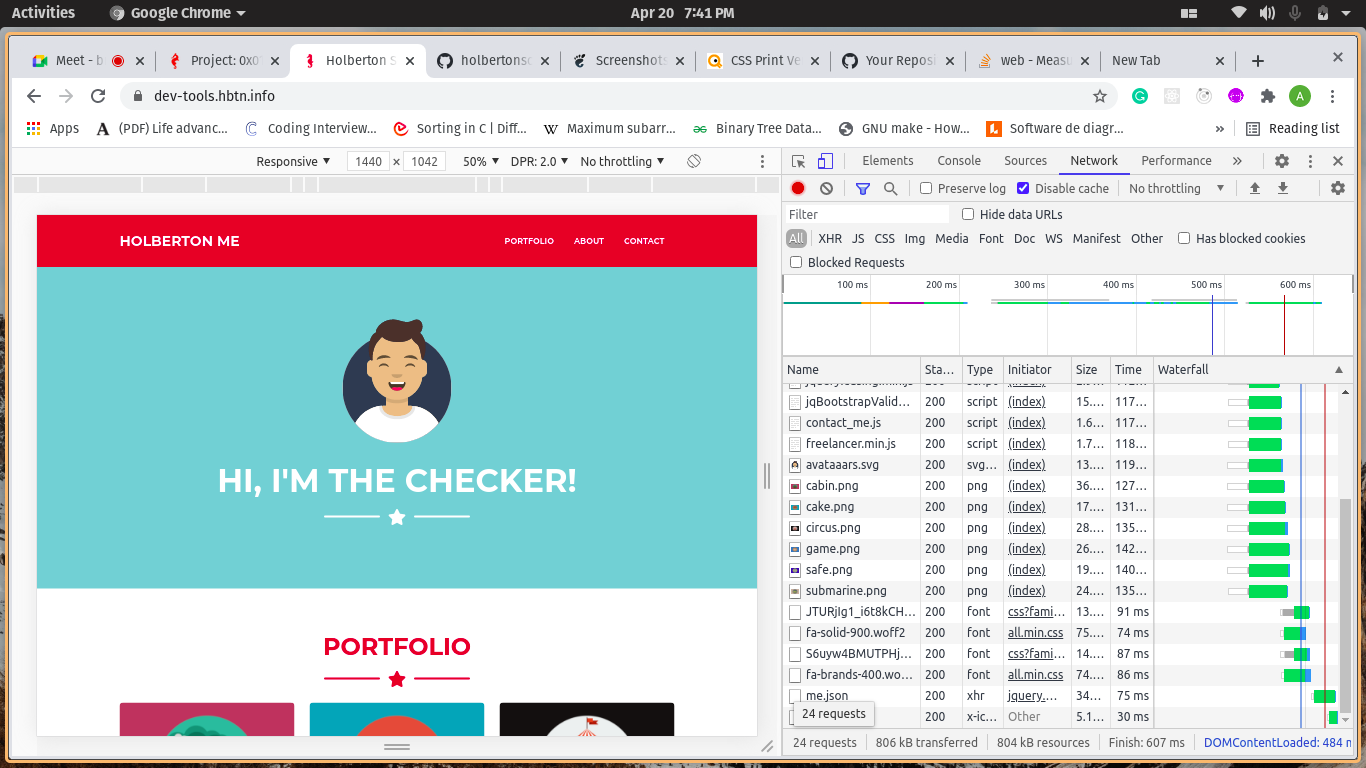 Activities Google Chrome Apr 20 7:41 PM
Meet - b Project: 0x0 Holberton S holbertonsc Screenshots CSS Print Ve Your Reposi web - Measu New Tab
dev-tools.hbtn.info A
Apps (PDF) Life advanc... Coding Interview... Sorting in C | Diff... Maximum subarr... Binary Tree Data... GNU make - How... Software de diagr... » Reading list
Responsive 1440 × 1042 50% DPR: 2.0 No throttling
Elements Console Sources Network Performance »
Preserve log Disable cache No throttling
Filter Hide data URLs
All XHR JS CSS Img Media Font Doc WS Manifest Other Has blocked cookies
Blocked Requests
100 ms 200 ms 300 ms 400 ms 500 ms 600 ms
Name Sta... Type Initiator Size Time Waterfall
jqBootstrapValid... 200 script (index) 15.... 117...
contact_me.js 200 script (index) 1.6... 117...
freelancer.min.js 200 script (index) 1.7... 118...
avataaars.svg 200 svg... (index) 13.... 119...
cabin.png 200 png (index) 36.... 127...
cake.png 200 png (index) 17.... 131...
circus.png 200 png (index) 28.... 135...
game.png 200 png (index) 26.... 142...
safe.png 200 png (index) 19.... 140...
submarine.png 200 png (index) 24.... 135...
JTURjIg1_i6t8kCH... 200 font css?fami... 13.... 91 ms
fa-solid-900.woff2 200 font all.min.css 75.... 74 ms
S6uyw4BMUTPHj... 200 font css?fami... 14.... 87 ms
fa-brands-400.wo... 200 font all.min.css 74.... 86 ms
me.json 200 xhr jquery.... 34... 75 ms
200 x-ic... Other 5.1... 30 ms
24 requests
24 requests 806 kB transferred 804 kB resources Finish: 607 ms DOMContentLoaded: 484 m
HOLBERTON ME PORTFOLIO ABOUT CONTACT
HI, I'M THE CHECKER!
PORTFOLIO